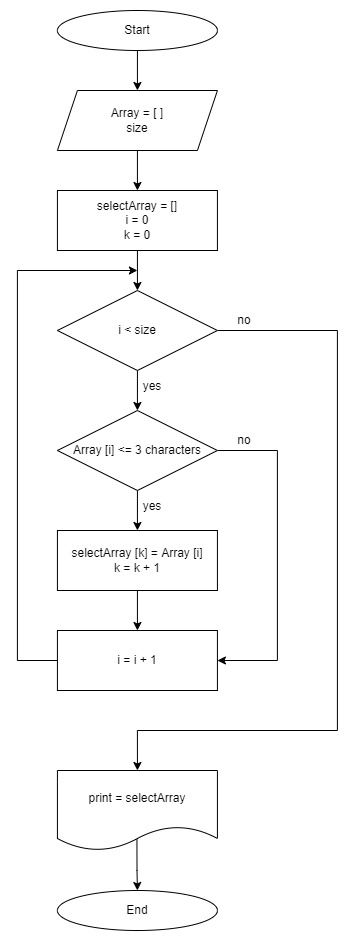 Start
Array = [ ]
size
selectArray = []
i = 0
k = 0
i < size
no
yes
Array [i] <= 3 characters
no
yes
selectArray [k] = Array [i]
k = k + 1
i = i + 1
print = selectArray
End